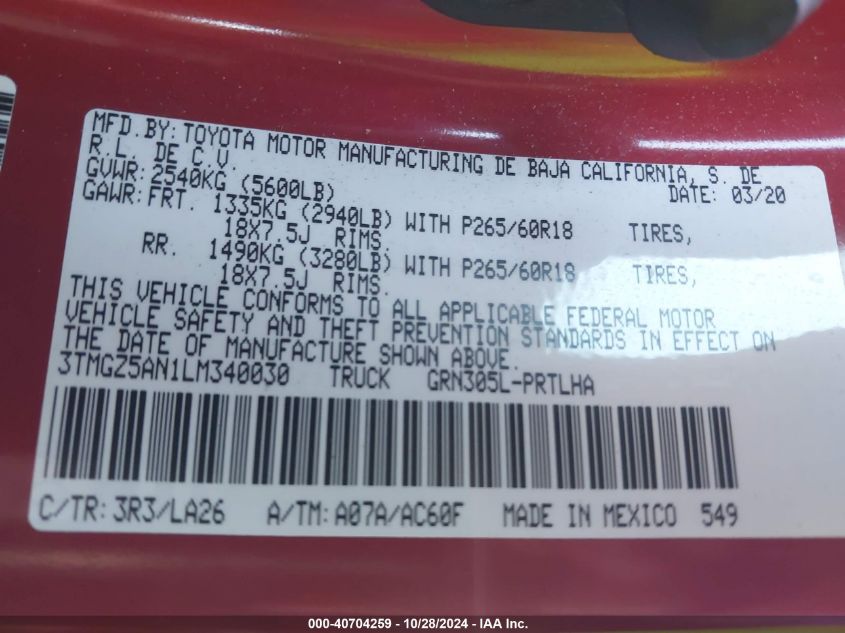 MFD.BY: TOYOTA MOTOR MANUFACTURING DE BAJA CALIFORNIA, S. DE
R.L. DE C.V. DATE: 03/20
GVWR: 2540KG (5600LB)
GAWR: FRT. 1335KG (2940LB) WITH P265/60R18 TIRES,
18X7.5J RIMS.
RR. 1490KG (3280LB) WITH P265/60R18 TIRES,
18X7.5J RIMS.
THIS VEHICLE CONFORMS TO ALL APPLICABLE FEDERAL MOTOR
VEHICLE SAFETY AND THEFT PREVENTION STANDARDS IN EFFECT ON
THE DATE OF MANUFACTURE SHOWN ABOVE.
3TMGZ5AN1LM340030 TRUCK GRN305L-PRTLHA
C/TR: 3R3/LA26 A/TM: A07A/AC60F MADE IN MEXICO 549
000-40704259 - 10/28/2024 - IAA Inc.